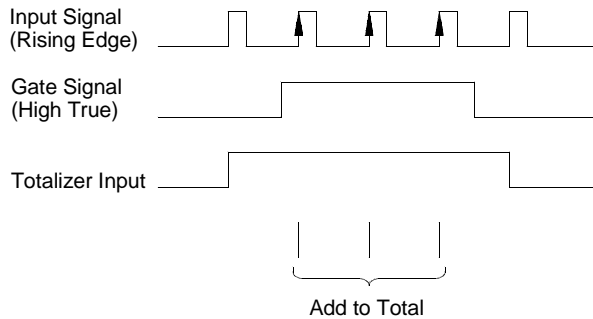 Input Signal
(Rising Edge)
Gate Signal
(High True)
Totalizer Input
Add to Total